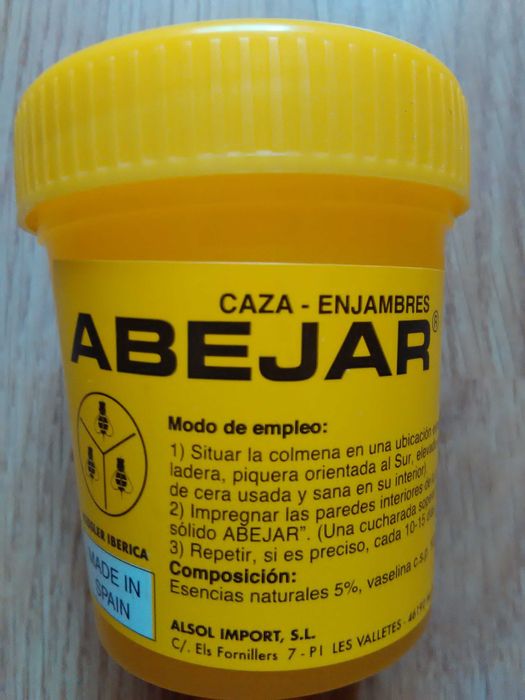 CAZA - ENJAMBRES
ABEJAR®
Modo de empleo:
1) Situar la colmena en una ubicación
ladera, piquera orientada al Sur,
de cera usada y sana en su interior)
2) Impregnar las paredes interiores de
sólido ABEJAR”. (Una cucharada
3) Repetir, si es preciso, cada 10-15
Composición:
Esencias naturales 5%, vaselina c.s.p.
IBERICA
MADE IN
SPAIN
ALSOL IMPORT, S.L.
C/. Els Fornillers 7 - PI LES VALLETES -